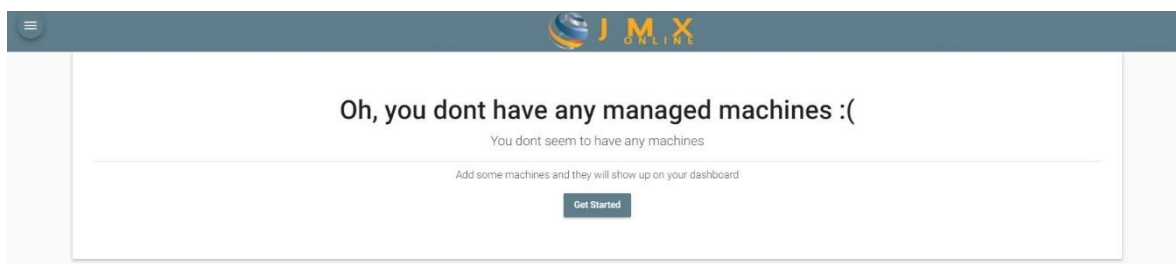 J M X
ONLINE
Oh, you dont have any managed machines :(
You dont seem to have any machines
Add some machines and they will show up on your dashboard
Get Started